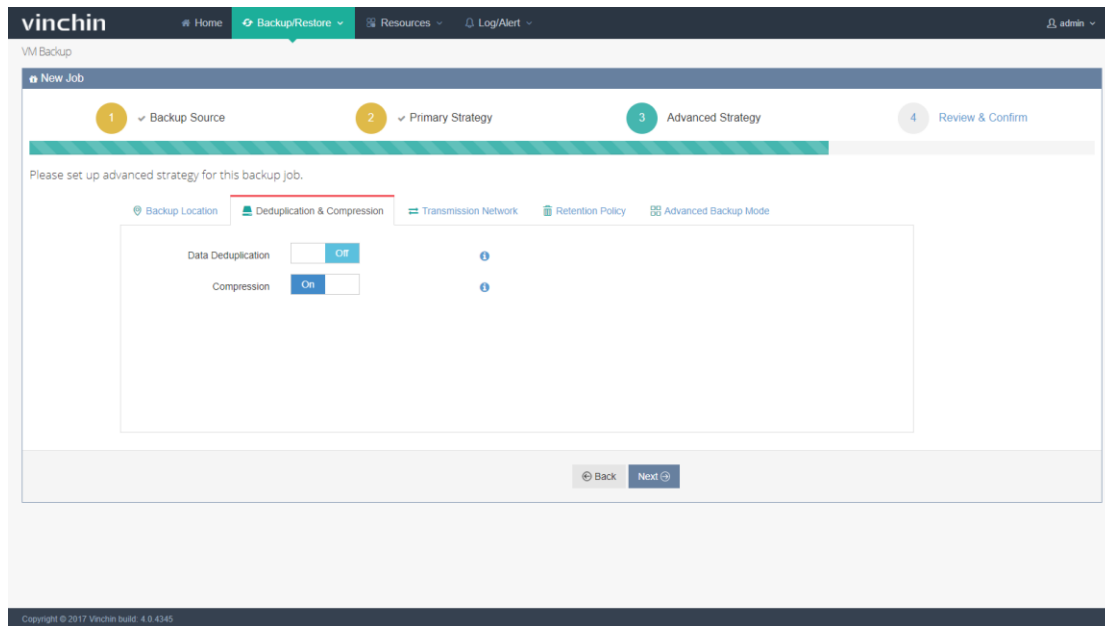 vinchin Home Backup/Restore Resources Log/Alert admin
VM Backup
New Job
1 Backup Source 2 Primary Strategy 3 Advanced Strategy 4 Review & Confirm
Please set up advanced strategy for this backup job.
Backup Location Deduplication & Compression Transmission Network Retention Policy Advanced Backup Mode
Data Deduplication Off
Compression On
Back Next
Copyright © 2017 Vinchin build: 4.0.4345